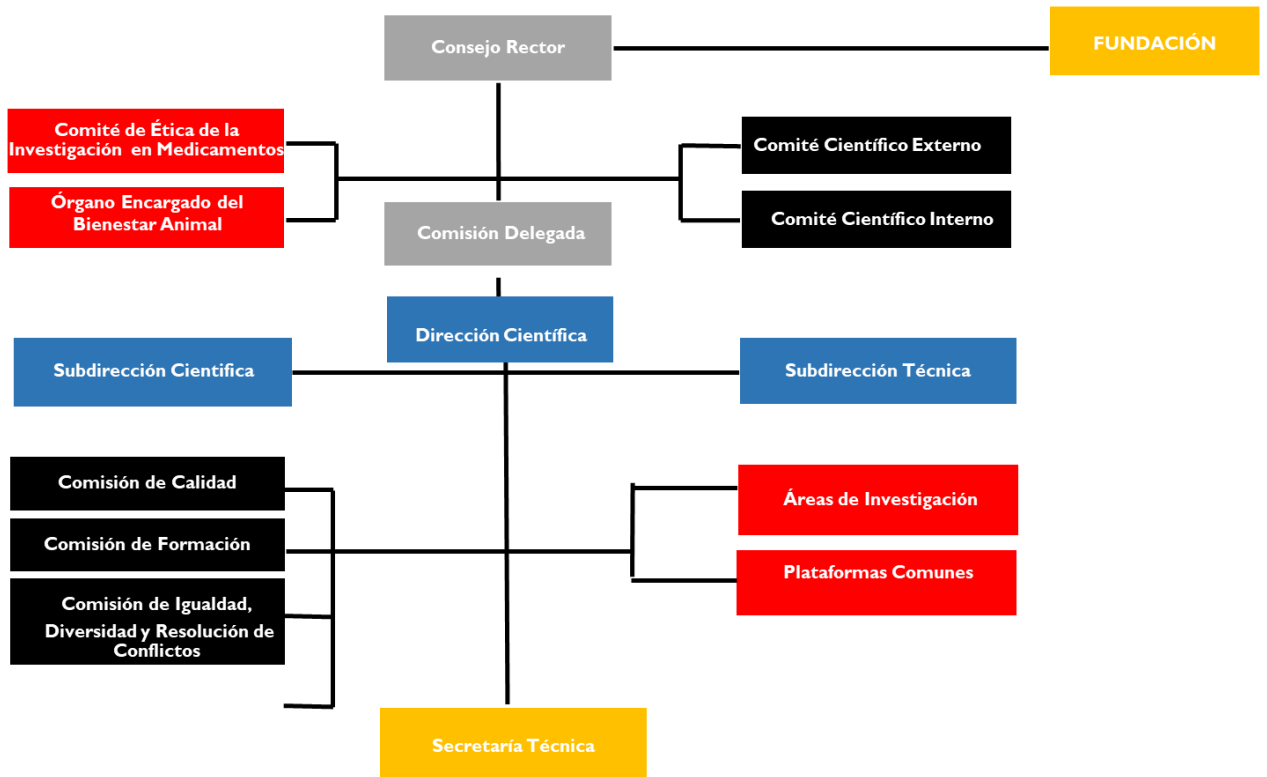 Consejo Rector
FUNDACIÓN
Comité de Ética de la
Investigación en Medicamentos
Órgano Encargado del
Bienestar Animal
Comité Científico Externo
Comité Científico Interno
Comisión Delegada
Dirección Científica
Subdirección Cientifica
Subdirección Técnica
Comisión de Calidad
Comisión de Formación
Comisión de Igualdad,
Diversidad y Resolución de
Conflictos
Áreas de Investigación
Plataformas Comunes
Secretaría Técnica